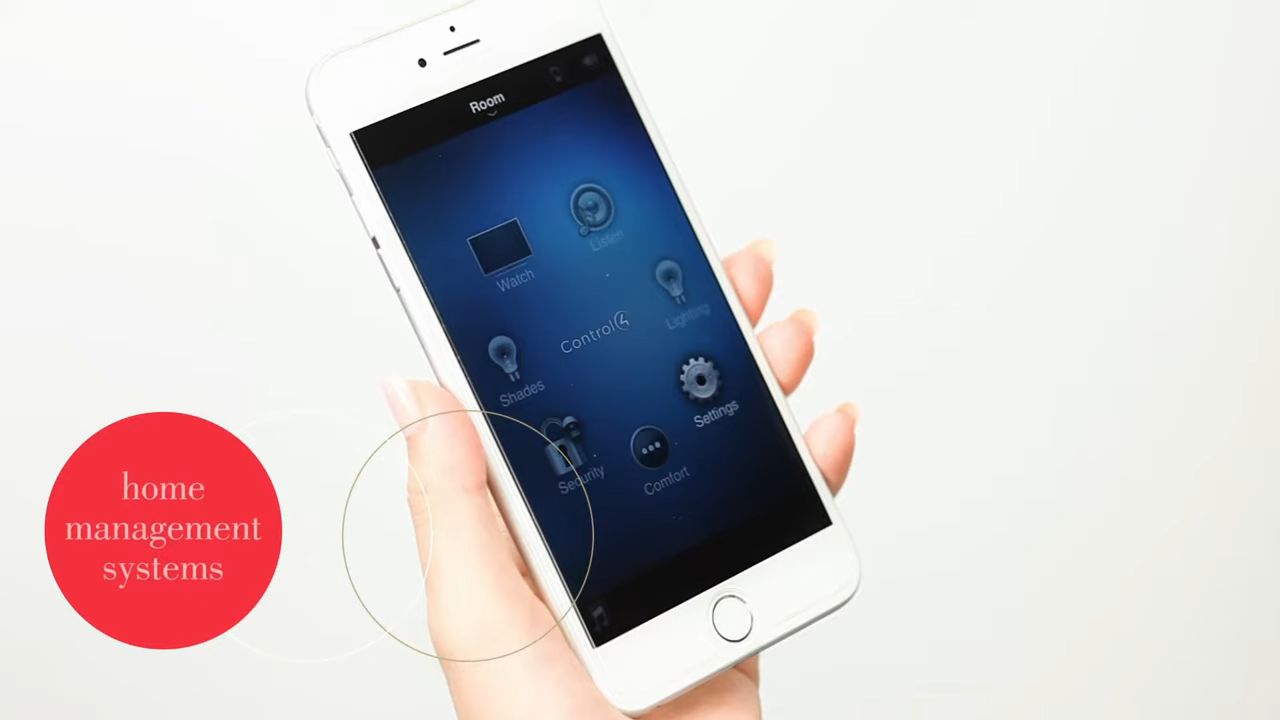 Room
Listen
Watch
Lighting
Control4
Shades
Settings
Security
Comfort
home
management
systems